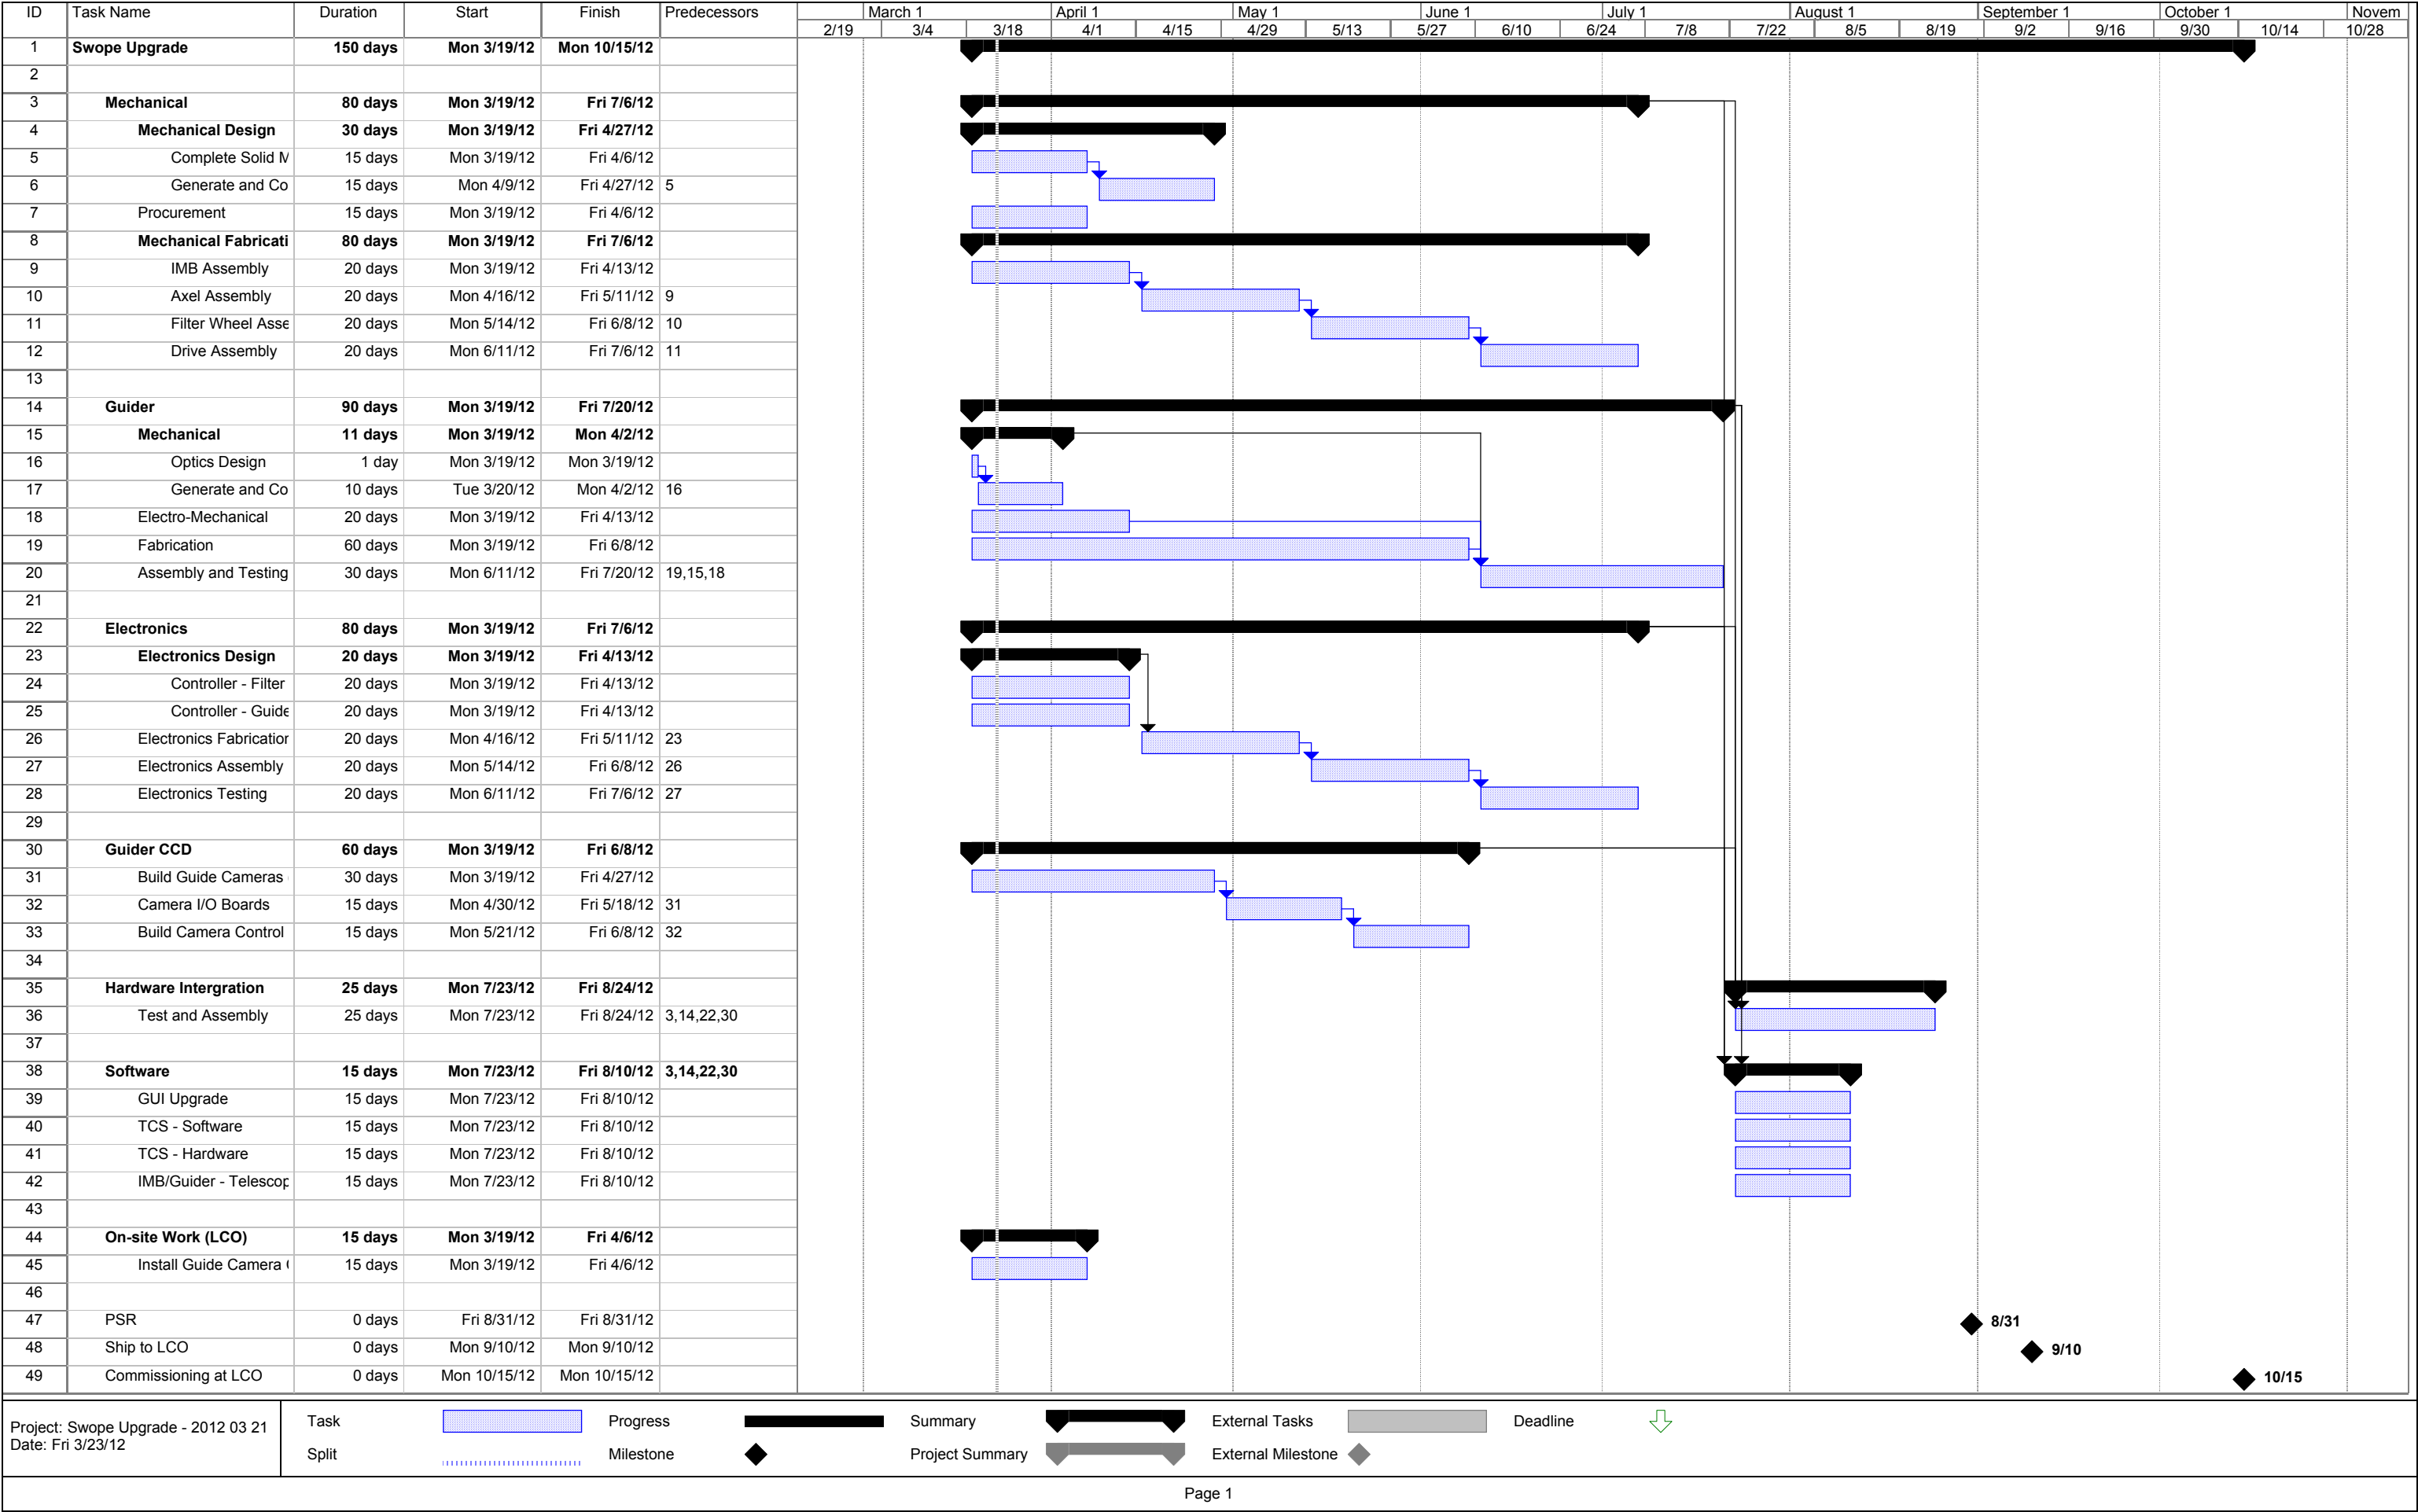 ID Task Name Duration Start Finish Predecessors
March 1 April 1 May 1 June 1 July 1 August 1 September 1 October 1 Novem
2/19 3/4 3/18 4/1 4/15 4/29 5/13 5/27 6/10 6/24 7/8 7/22 8/5 8/19 9/2 9/16 9/30 10/14 10/28
1 Swope Upgrade 150 days Mon 3/19/12 Mon 10/15/12
2
3 Mechanical 80 days Mon 3/19/12 Fri 7/6/12
4 Mechanical Design 30 days Mon 3/19/12 Fri 4/27/12
5 Complete Solid M 15 days Mon 3/19/12 Fri 4/6/12
6 Generate and Co 15 days Mon 4/9/12 Fri 4/27/12 5
7 Procurement 15 days Mon 3/19/12 Fri 4/6/12
8 Mechanical Fabricati 80 days Mon 3/19/12 Fri 7/6/12
9 IMB Assembly 20 days Mon 3/19/12 Fri 4/13/12
10 Axel Assembly 20 days Mon 4/16/12 Fri 5/11/12 9
11 Filter Wheel Asse 20 days Mon 5/14/12 Fri 6/8/12 10
12 Drive Assembly 20 days Mon 6/11/12 Fri 7/6/12 11
13
14 Guider 90 days Mon 3/19/12 Fri 7/20/12
15 Mechanical 11 days Mon 3/19/12 Mon 4/2/12
16 Optics Design 1 day Mon 3/19/12 Mon 3/19/12
17 Generate and Co 10 days Tue 3/20/12 Mon 4/2/12 16
18 Electro-Mechanical 20 days Mon 3/19/12 Fri 4/13/12
19 Fabrication 60 days Mon 3/19/12 Fri 6/8/12
20 Assembly and Testing 30 days Mon 6/11/12 Fri 7/20/12 19,15,18
21
22 Electronics 80 days Mon 3/19/12 Fri 7/6/12
23 Electronics Design 20 days Mon 3/19/12 Fri 4/13/12
24 Controller - Filter 20 days Mon 3/19/12 Fri 4/13/12
25 Controller - Guide 20 days Mon 3/19/12 Fri 4/13/12
26 Electronics Fabrication 20 days Mon 4/16/12 Fri 5/11/12 23
27 Electronics Assembly 20 days Mon 5/14/12 Fri 6/8/12 26
28 Electronics Testing 20 days Mon 6/11/12 Fri 7/6/12 27
29
30 Guider CCD 60 days Mon 3/19/12 Fri 6/8/12
31 Build Guide Cameras 30 days Mon 3/19/12 Fri 4/27/12
32 Camera I/O Boards 15 days Mon 4/30/12 Fri 5/18/12 31
33 Build Camera Control 15 days Mon 5/21/12 Fri 6/8/12 32
34
35 Hardware Intergration 25 days Mon 7/23/12 Fri 8/24/12
36 Test and Assembly 25 days Mon 7/23/12 Fri 8/24/12 3,14,22,30
37
38 Software 15 days Mon 7/23/12 Fri 8/10/12 3,14,22,30
39 GUI Upgrade 15 days Mon 7/23/12 Fri 8/10/12
40 TCS - Software 15 days Mon 7/23/12 Fri 8/10/12
41 TCS - Hardware 15 days Mon 7/23/12 Fri 8/10/12
42 IMB/Guider - Telescop 15 days Mon 7/23/12 Fri 8/10/12
43
44 On-site Work (LCO) 15 days Mon 3/19/12 Fri 4/6/12
45 Install Guide Camera 15 days Mon 3/19/12 Fri 4/6/12
46
47 PSR 0 days Fri 8/31/12 Fri 8/31/12 8/31
48 Ship to LCO 0 days Mon 9/10/12 Mon 9/10/12 9/10
49 Commissioning at LCO 0 days Mon 10/15/12 Mon 10/15/12 10/15
Project: Swope Upgrade - 2012 03 21
Date: Fri 3/23/12
Task Progress Summary External Tasks Deadline
Split Milestone Project Summary External Milestone
Page 1